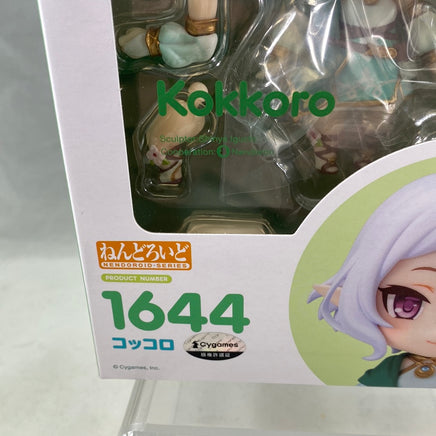 Kokkoro
ねんどろいど
NENDOROID・SERIES
PRODUCT NUMBER
1644
コッコロ
Cygames
© Cygames, Inc.